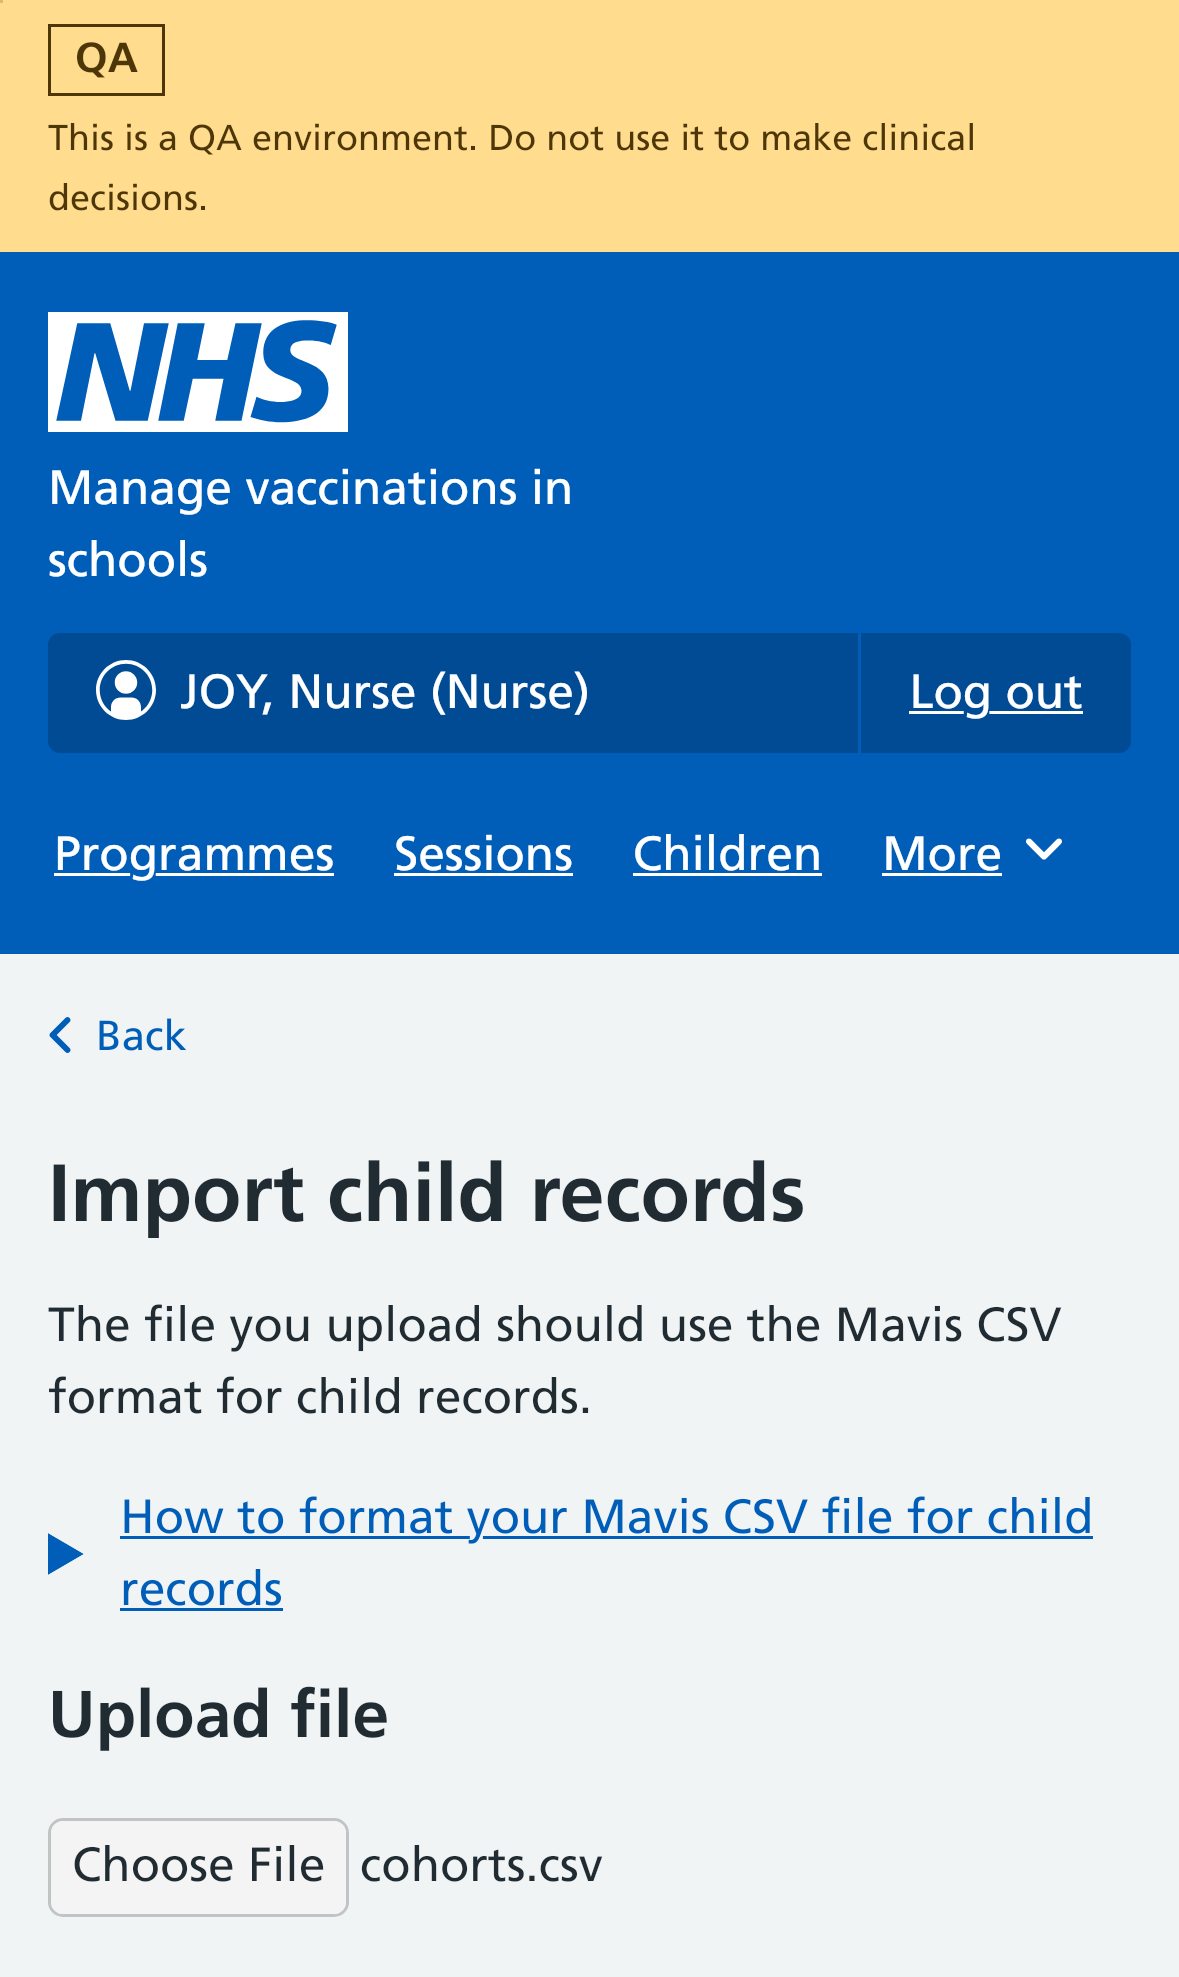 QA
This is a QA environment. Do not use it to make clinical
decisions.
NHS
Manage vaccinations in
schools
JOY, Nurse (Nurse)
Log out
Programmes
Sessions
Children
More
Back
Import child records
The file you upload should use the Mavis CSV
format for child records.
How to format your Mavis CSV file for child
records
Upload file
Choose File
cohorts.csv